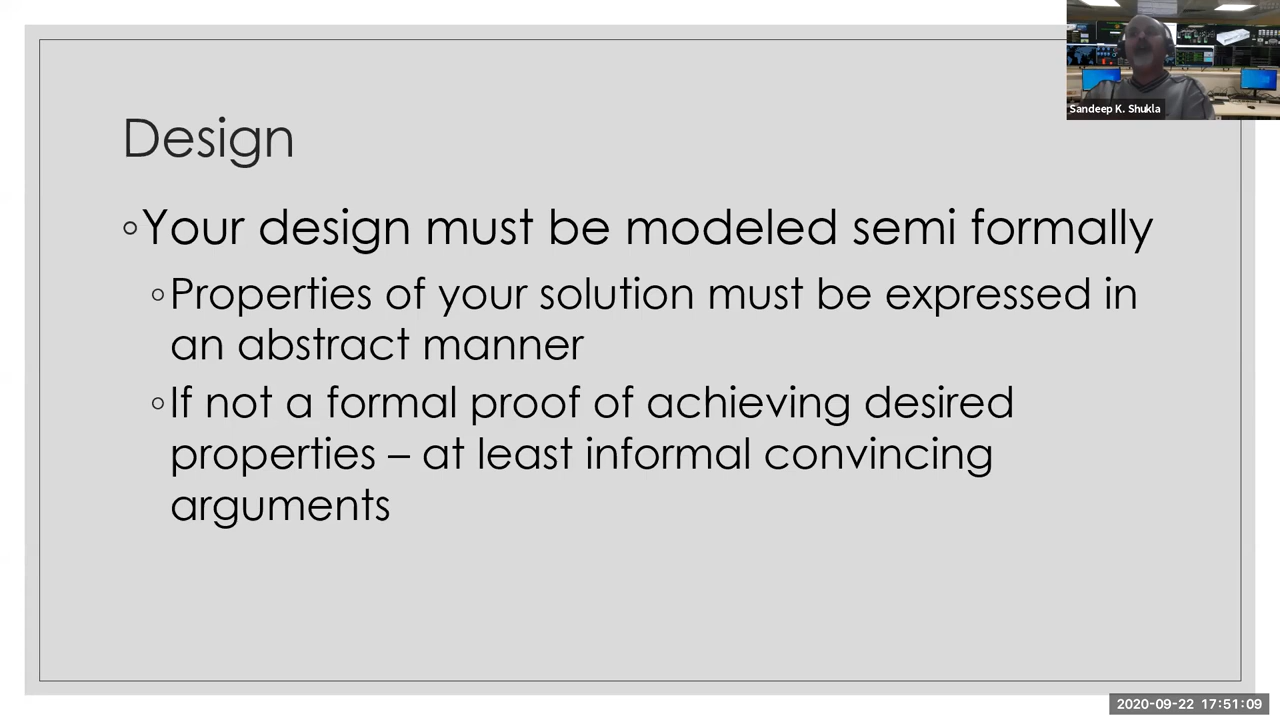 Sandeep K. Shukla
Design
◦Your design must be modeled semi formally
◦Properties of your solution must be expressed in
an abstract manner
◦If not a formal proof of achieving desired
properties – at least informal convincing
arguments
2020-09-22 17:51:09